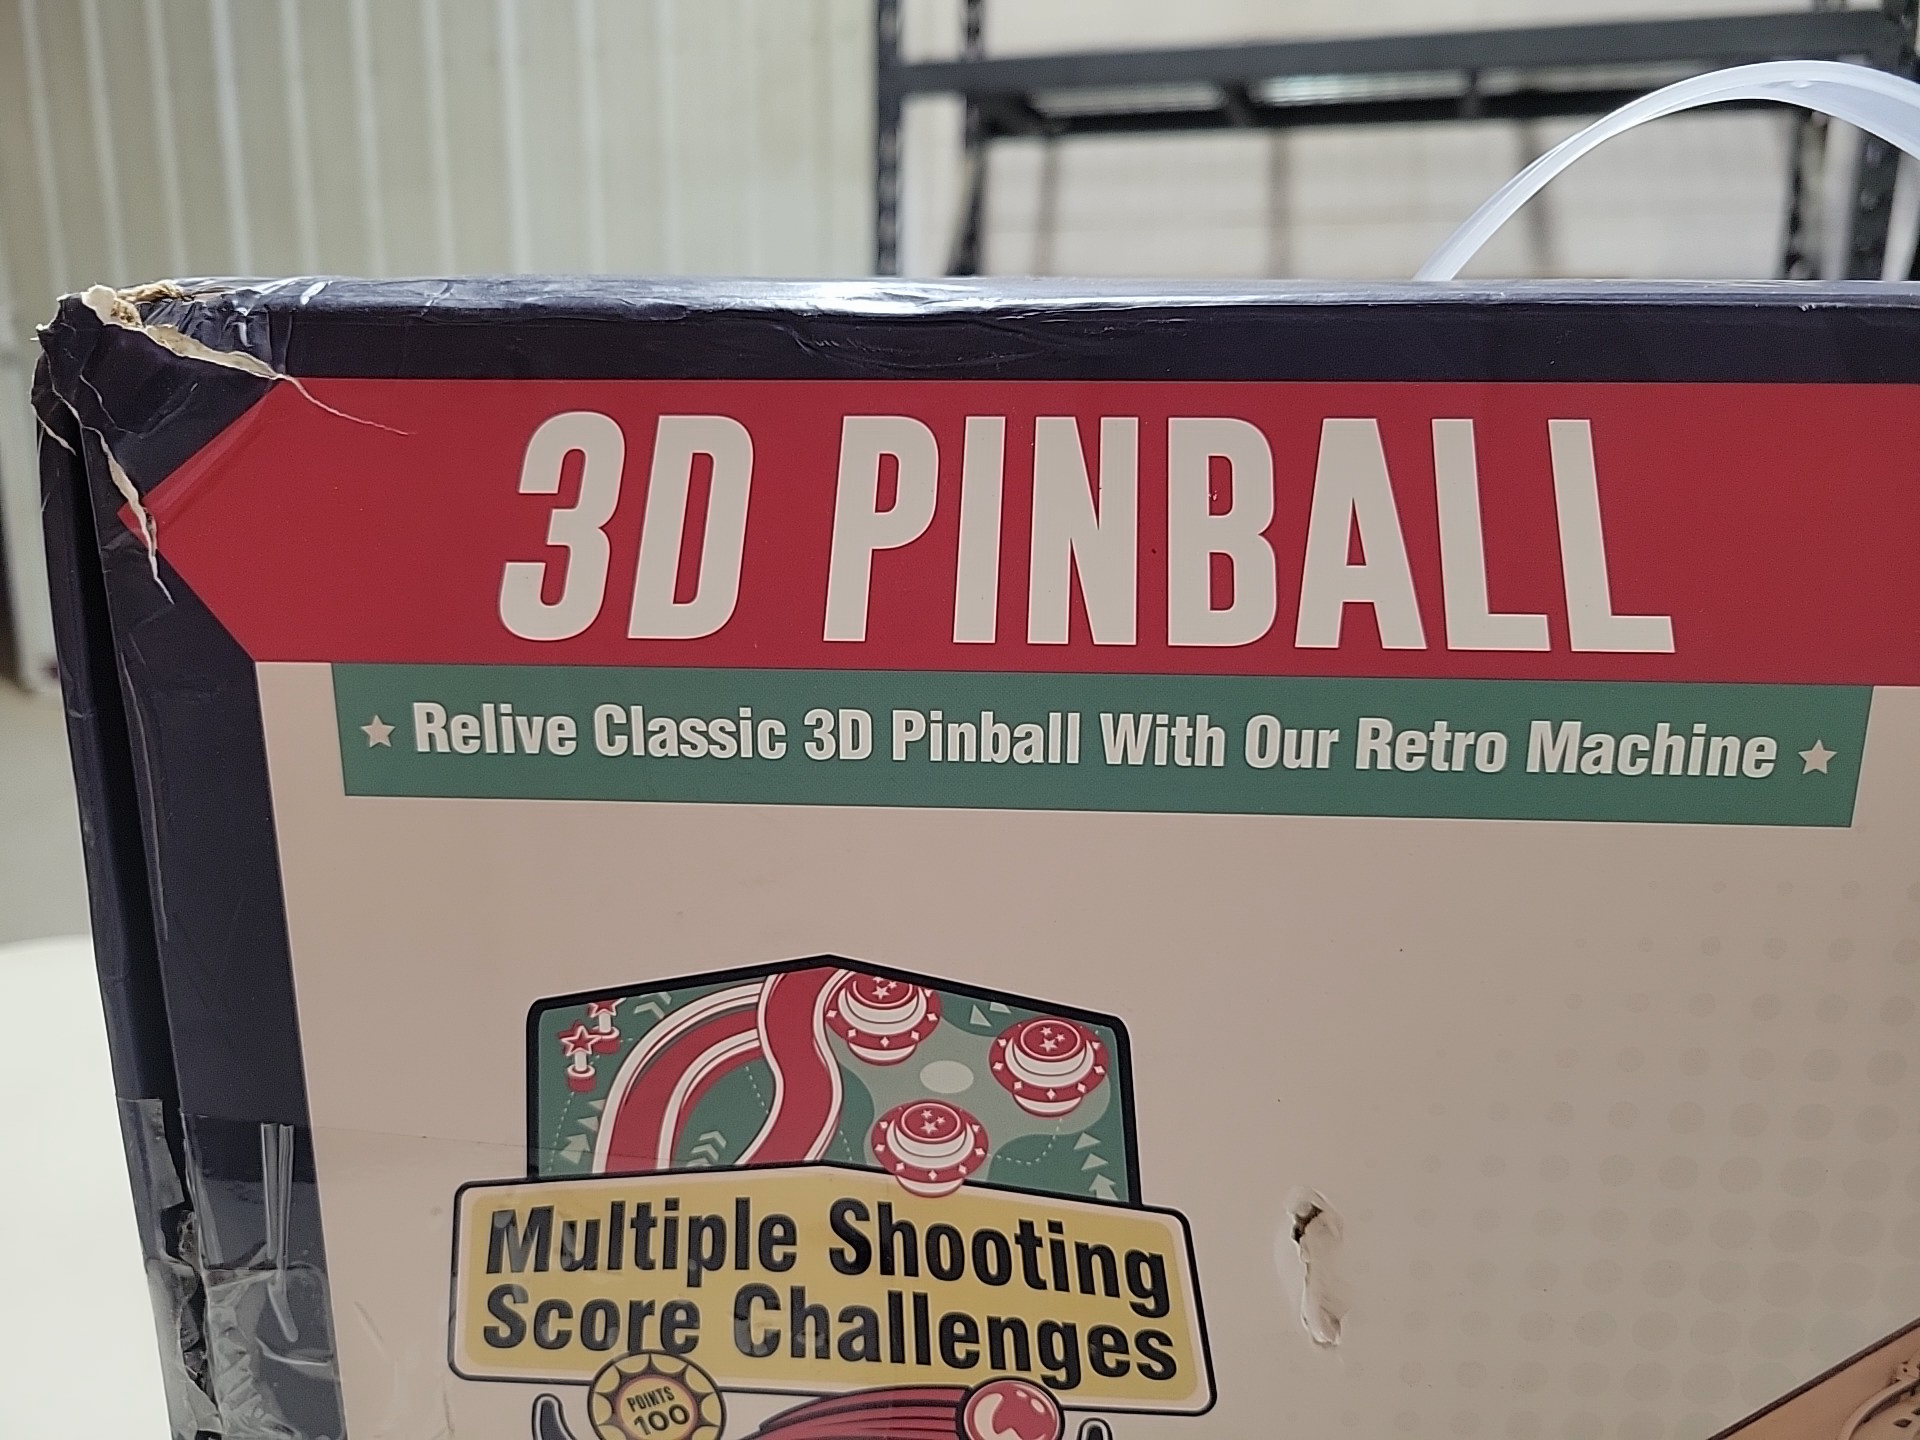 3D PINBALL
★ Relive Classic 3D Pinball With Our Retro Machine ★
Multiple Shooting
Score Challenges
POINTS
100